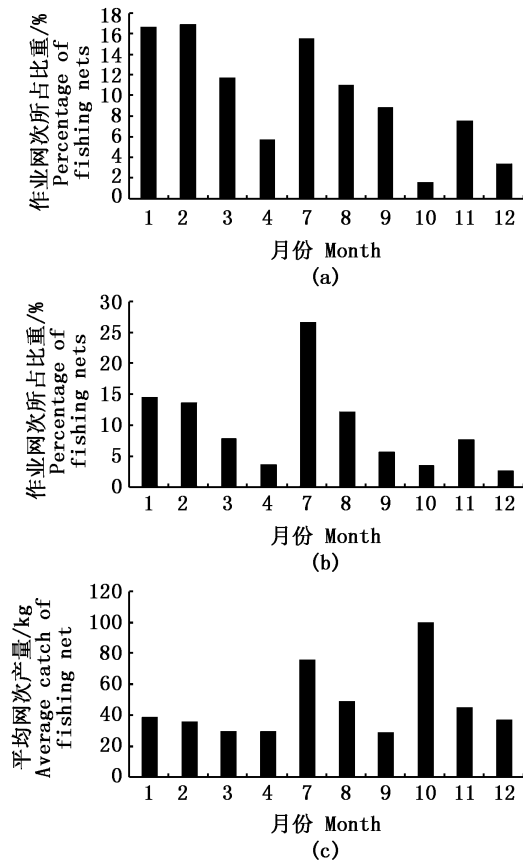 作业网次所占比重/%
Percentage of
fishing nets
18
16
14
12
10
8
6
4
2
0
1 2 3 4 7 8 9 10 11 12
月份 Month
(a)
作业网次所占比重/%
Percentage of
fishing nets
30
25
20
15
10
5
0
1 2 3 4 7 8 9 10 11 12
月份 Month
(b)
平均网次产量/kg
Average catch of
fishing net
120
100
80
60
40
20
0
1 2 3 4 7 8 9 10 11 12
月份 Month
(c)